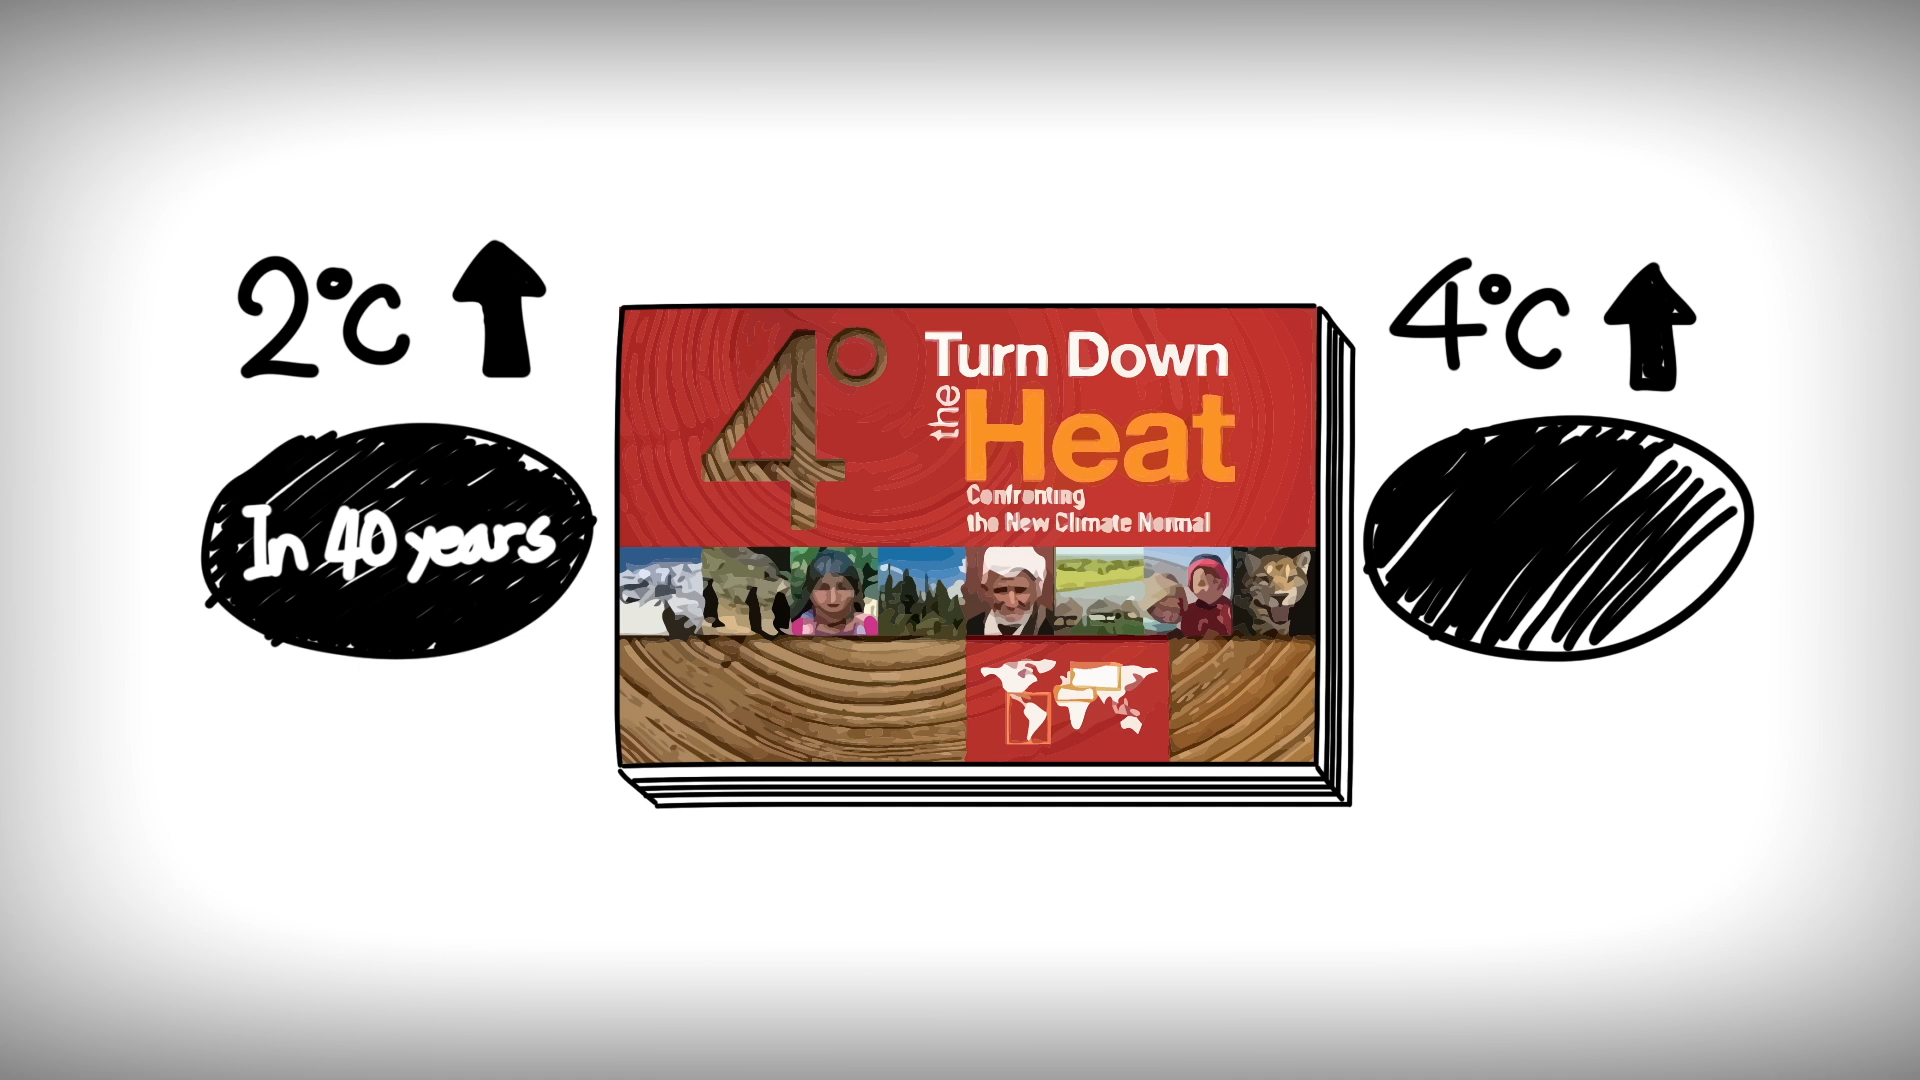 2°C
In 40 years
4°
Turn Down
the
Heat
Confronting
the New Climate Normal
4°C